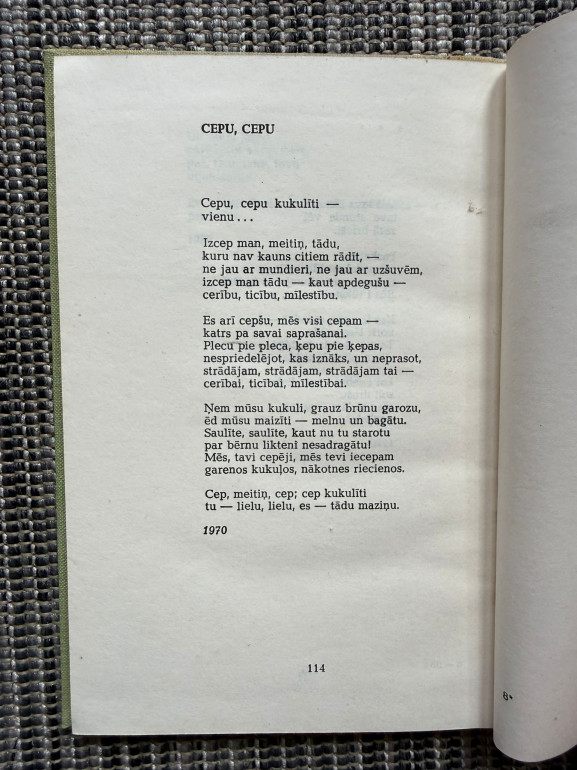 CEPU, CEPU
Cepu, cepu kukulīti —
vienu...
Izcep man, meitiņ, tādu,
kuru nav kauns citiem rādīt, —
ne jau ar mundieri, ne jau ar uzšuvēm,
izcep man tādu — kaut apdegušu —
cerību, ticību, mīlestību.
Es arī cepšu, mēs visi cepam —
katrs pa savai saprašanai.
Plecu pie pleca, ķepu pie ķepas,
nespriedelējot, kas iznāks, un neprasot,
strādājam, strādājam, strādājam tai —
cerībai, ticībai, mīlestībai.
Ņem mūsu kukuli, grauz brūnu garozu,
ēd mūsu maizīti — melnu un bagātu.
Saulīte, saulīte, kaut nu tu starotu
par bērnu likteni nesadragātu!
Mēs, tavi cepēji, mēs tevi iecepam
garenos kukuļos, nākotnes riecienos.
Cep, meitiņ, cep; cep kukulīti
tu — lielu, lielu, es — tādu maziņu.
1970
114
8*